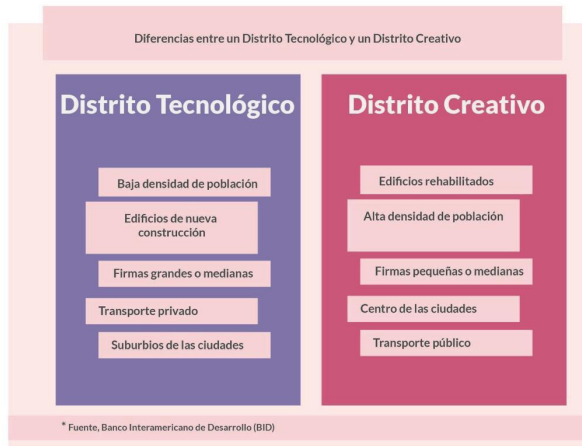 Diferencias entre un Distrito Tecnológico y un Distrito Creativo
Distrito Tecnológico
Baja densidad de población
Edificios de nueva
construcción
Firmas grandes o medianas
Transporte privado
Suburbios de las ciudades
Distrito Creativo
Edificios rehabilitados
Alta densidad de población
Firmas pequeñas o medianas
Centro de las ciudades
Transporte público
* Fuente, Banco Interamericano de Desarrollo (BID)